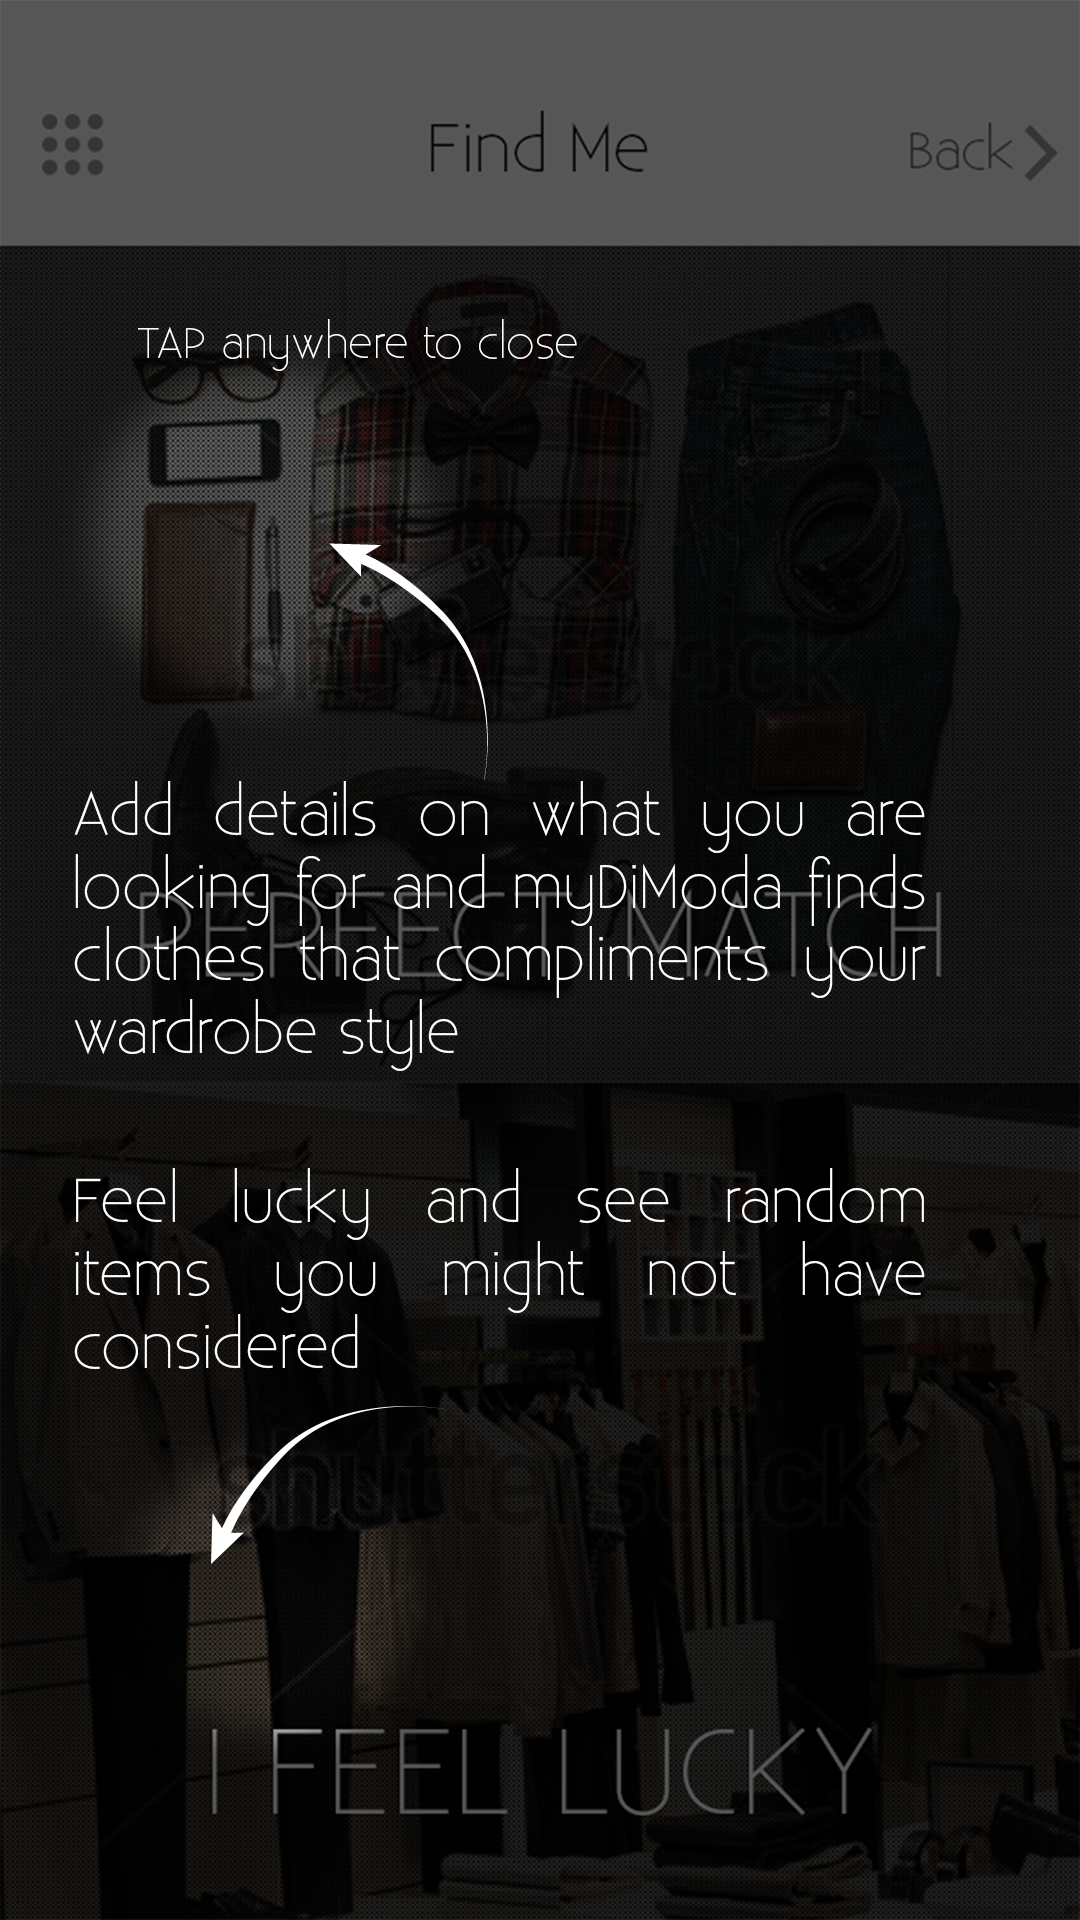 Find Me
Back
TAP anywhere to close
shutterstock
Add details on what you are
looking for and myDiModa finds
PERFECT MATCH
clothes that compliments your
wardrobe style
Feel lucky and see random
items you might not have
considered
shutterstock
I FEEL LUCKY